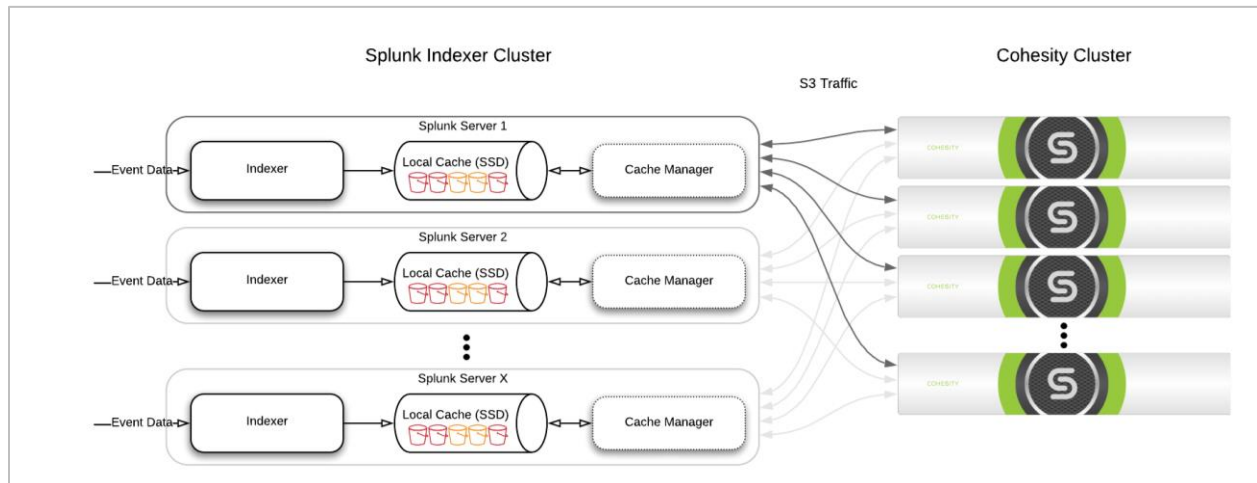 Splunk Indexer Cluster
Cohesity Cluster
S3 Traffic
Splunk Server 1
Event Data
Indexer
Local Cache (SSD)
Cache Manager
COHESITY
Splunk Server 2
Event Data
Indexer
Local Cache (SSD)
Cache Manager
COHESITY
COHESITY
Splunk Server X
Event Data
Indexer
Local Cache (SSD)
Cache Manager
COHESITY